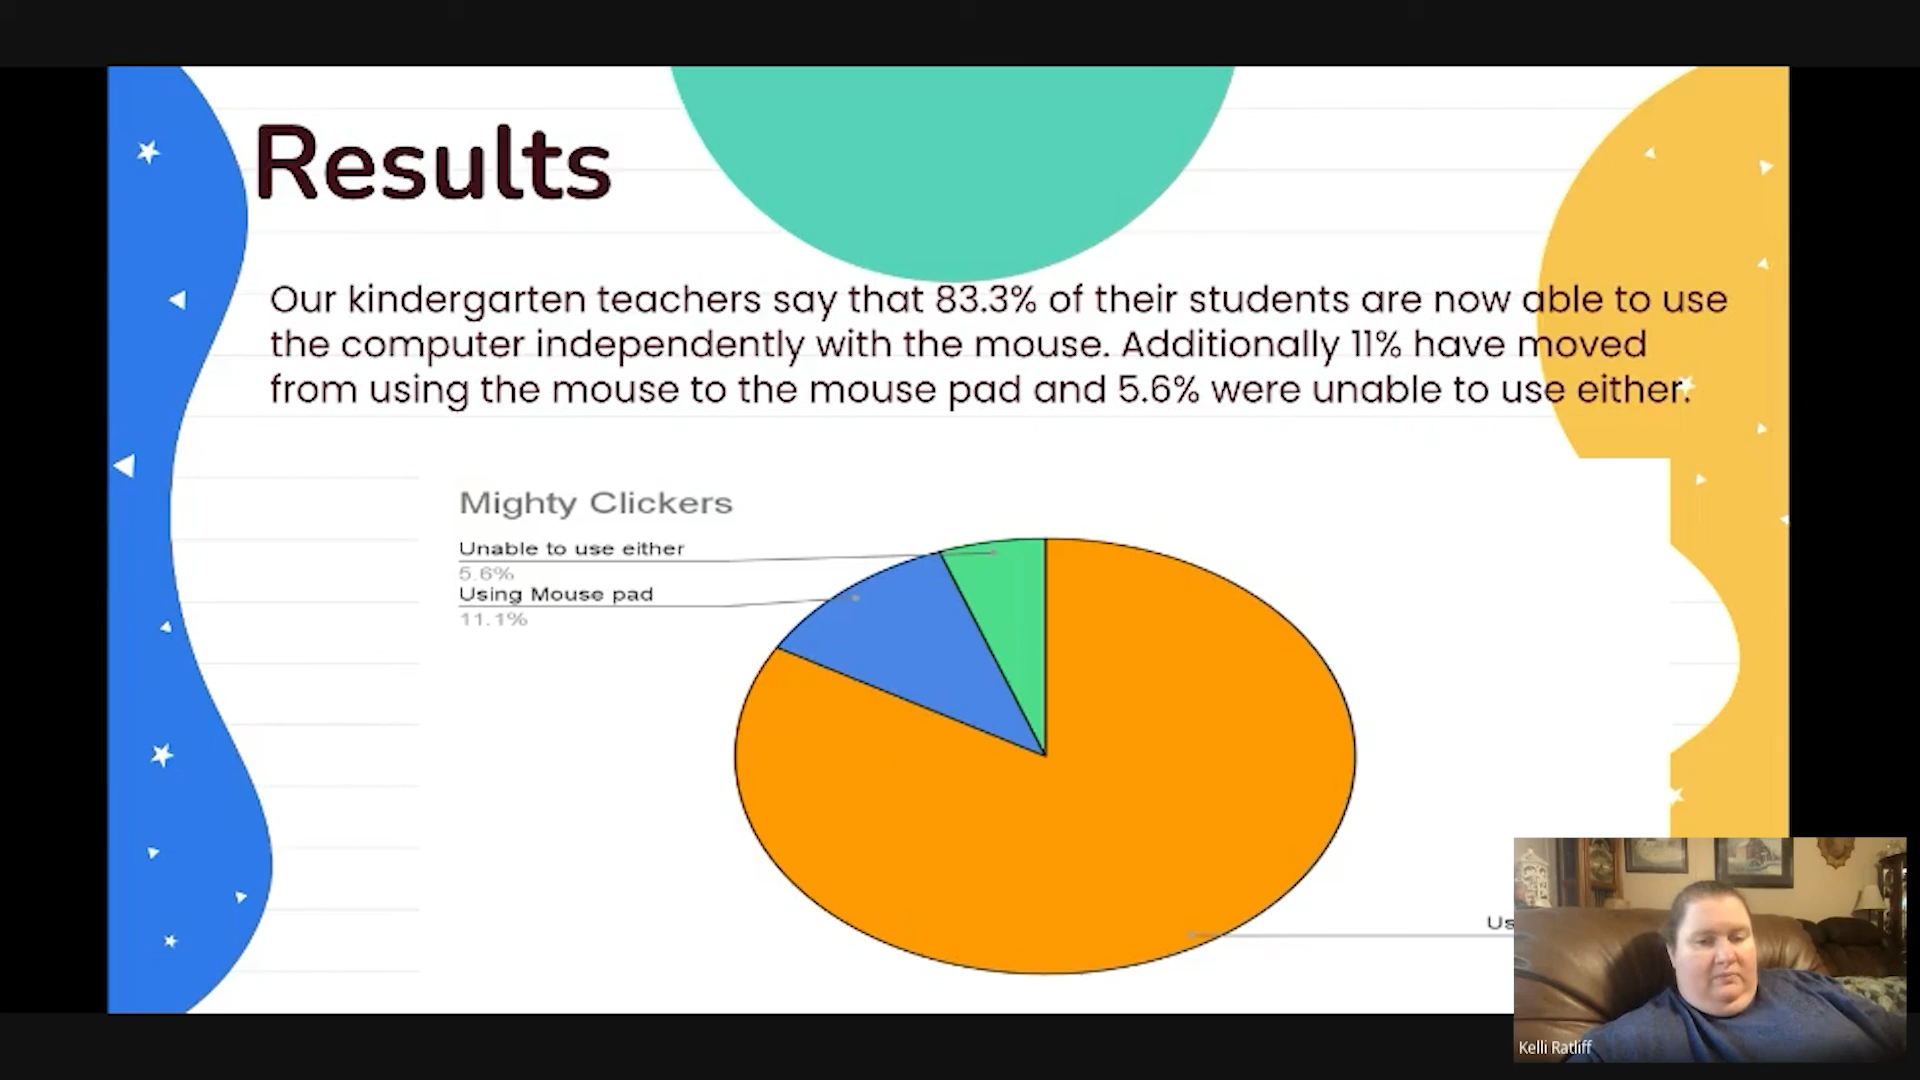 Results
Our kindergarten teachers say that 83.3% of their students are now able to use
the computer independently with the mouse. Additionally 11% have moved
from using the mouse to the mouse pad and 5.6% were unable to use either.
Mighty Clickers
Unable to use either
5.6%
Using Mouse pad
11.1%
Us
Kelli Ratliff